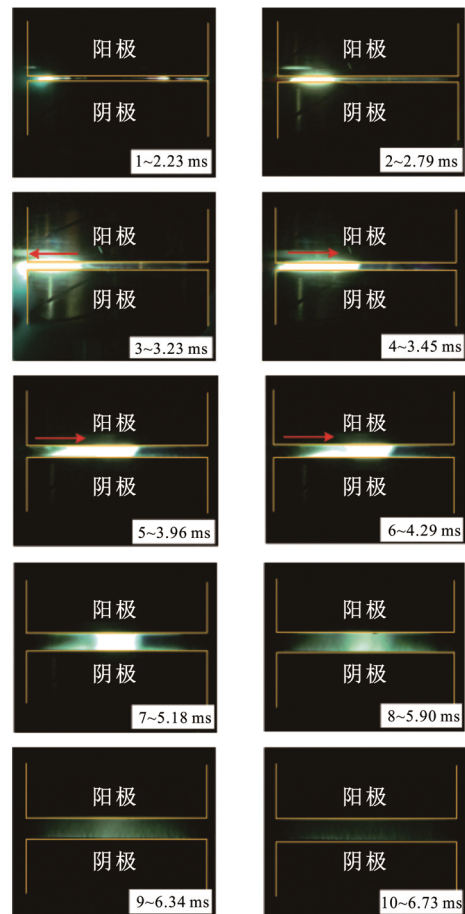 阳极
阴极
1~2.23 ms
阳极
阴极
2~2.79 ms
阳极
阴极
3~3.23 ms
阳极
阴极
4~3.45 ms
阳极
阴极
5~3.96 ms
阳极
阴极
6~4.29 ms
阳极
阴极
7~5.18 ms
阳极
阴极
8~5.90 ms
阳极
阴极
9~6.34 ms
阳极
阴极
10~6.73 ms